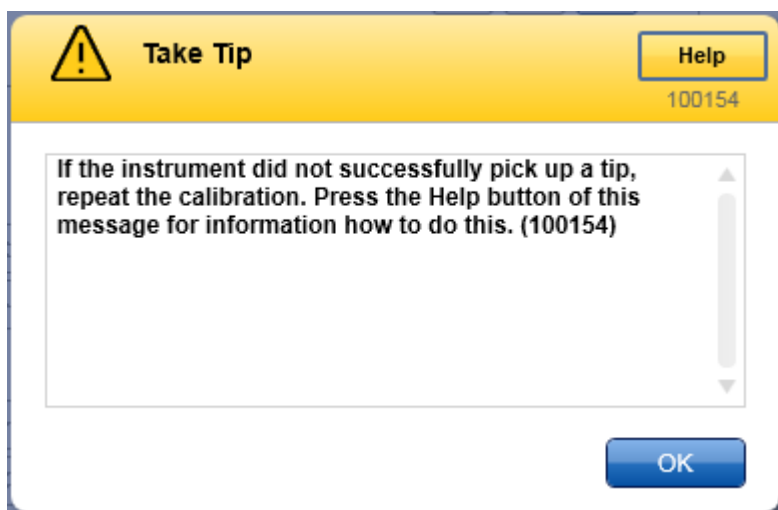 Take Tip
Help
100154
If the instrument did not successfully pick up a tip,
repeat the calibration. Press the Help button of this
message for information how to do this. (100154)
OK